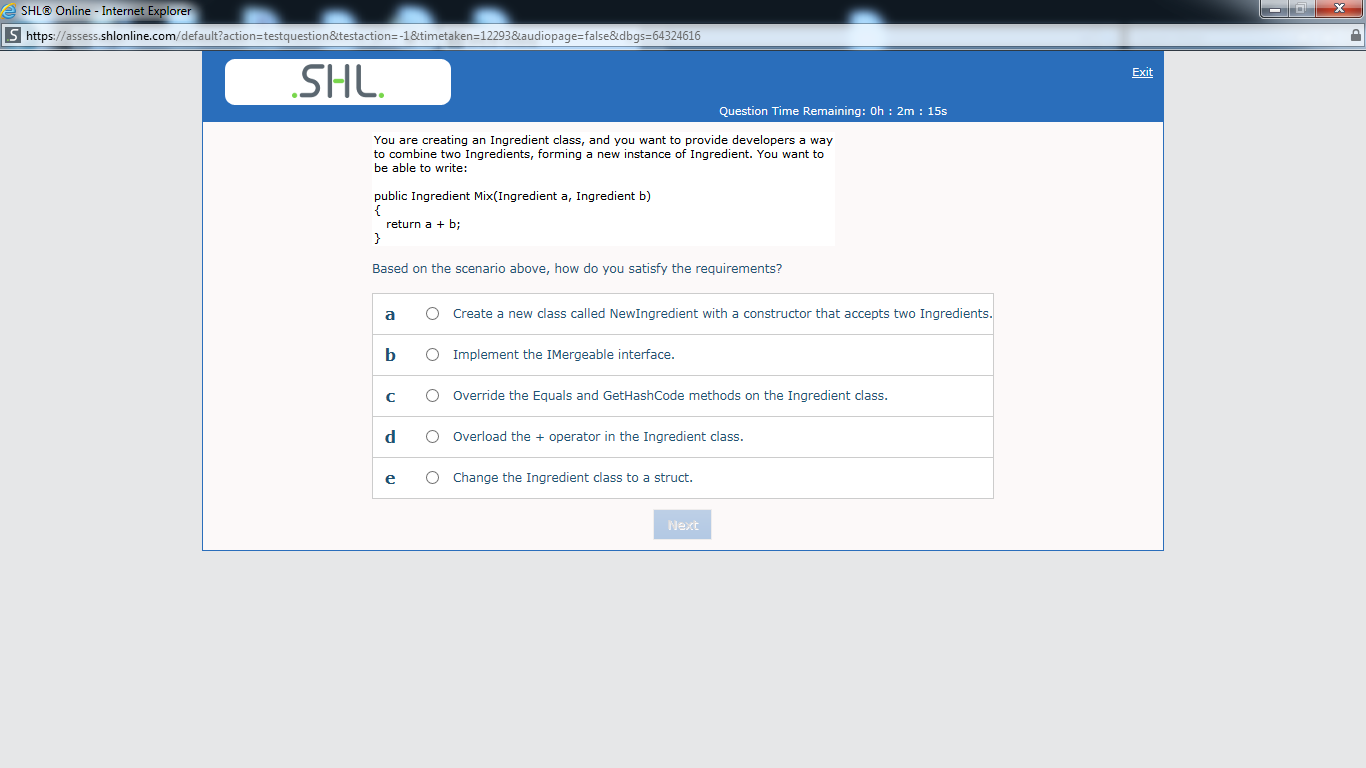 SHL® Online - Internet Explorer
https://assess.shlonline.com/default?action=testquestion&testaction=-1&timetaken=12293&audiopage=false&dbgs=64324616
.SHL.
Exit
Question Time Remaining: 0h : 2m : 15s
You are creating an Ingredient class, and you want to provide developers a way
to combine two Ingredients, forming a new instance of Ingredient. You want to
be able to write:
public Ingredient Mix(Ingredient a, Ingredient b)
{
return a + b;
}
Based on the scenario above, how do you satisfy the requirements?
a Create a new class called NewIngredient with a constructor that accepts two Ingredients.
b Implement the IMergeable interface.
c Override the Equals and GetHashCode methods on the Ingredient class.
d Overload the + operator in the Ingredient class.
e Change the Ingredient class to a struct.
Next